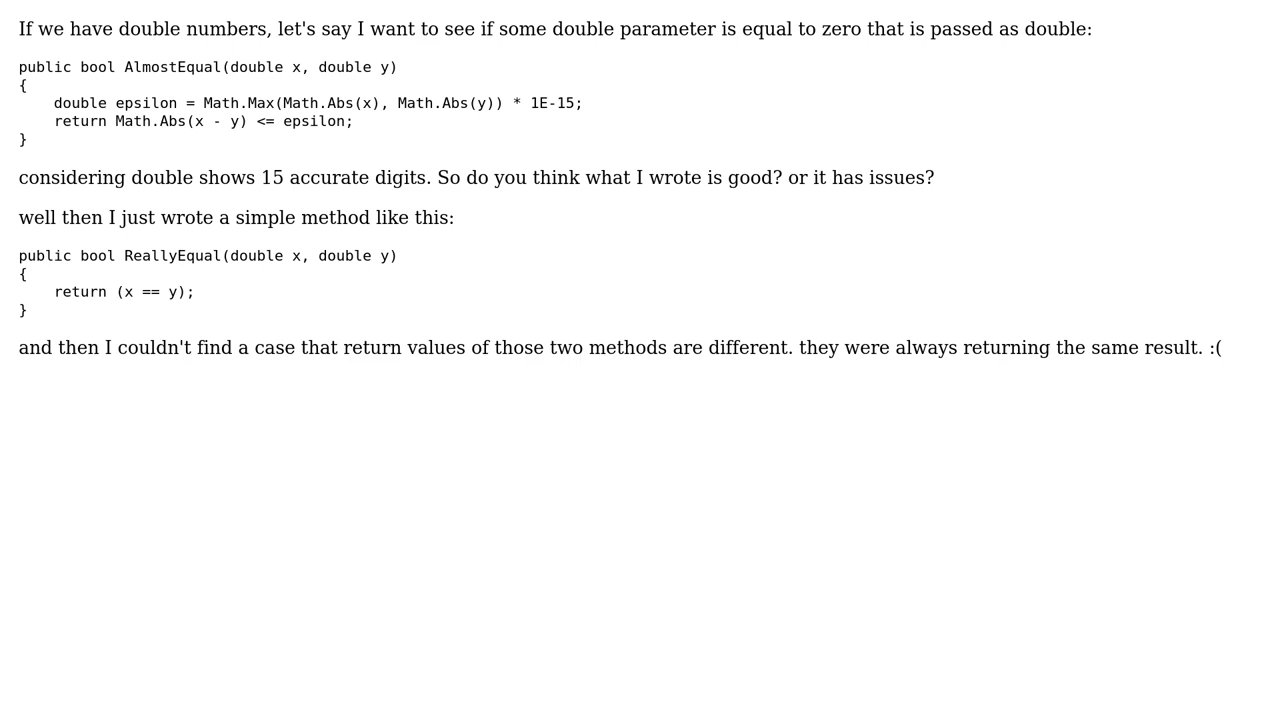 If we have double numbers, let's say I want to see if some double parameter is equal to zero that is passed as double:
public bool AlmostEqual(double x, double y)
{
    double epsilon = Math.Max(Math.Abs(x), Math.Abs(y)) * 1E-15;
    return Math.Abs(x - y) <= epsilon;
}
considering double shows 15 accurate digits. So do you think what I wrote is good? or it has issues?
well then I just wrote a simple method like this:
public bool ReallyEqual(double x, double y)
{
    return (x == y);
}
and then I couldn't find a case that return values of those two methods are different. they were always returning the same result. :(